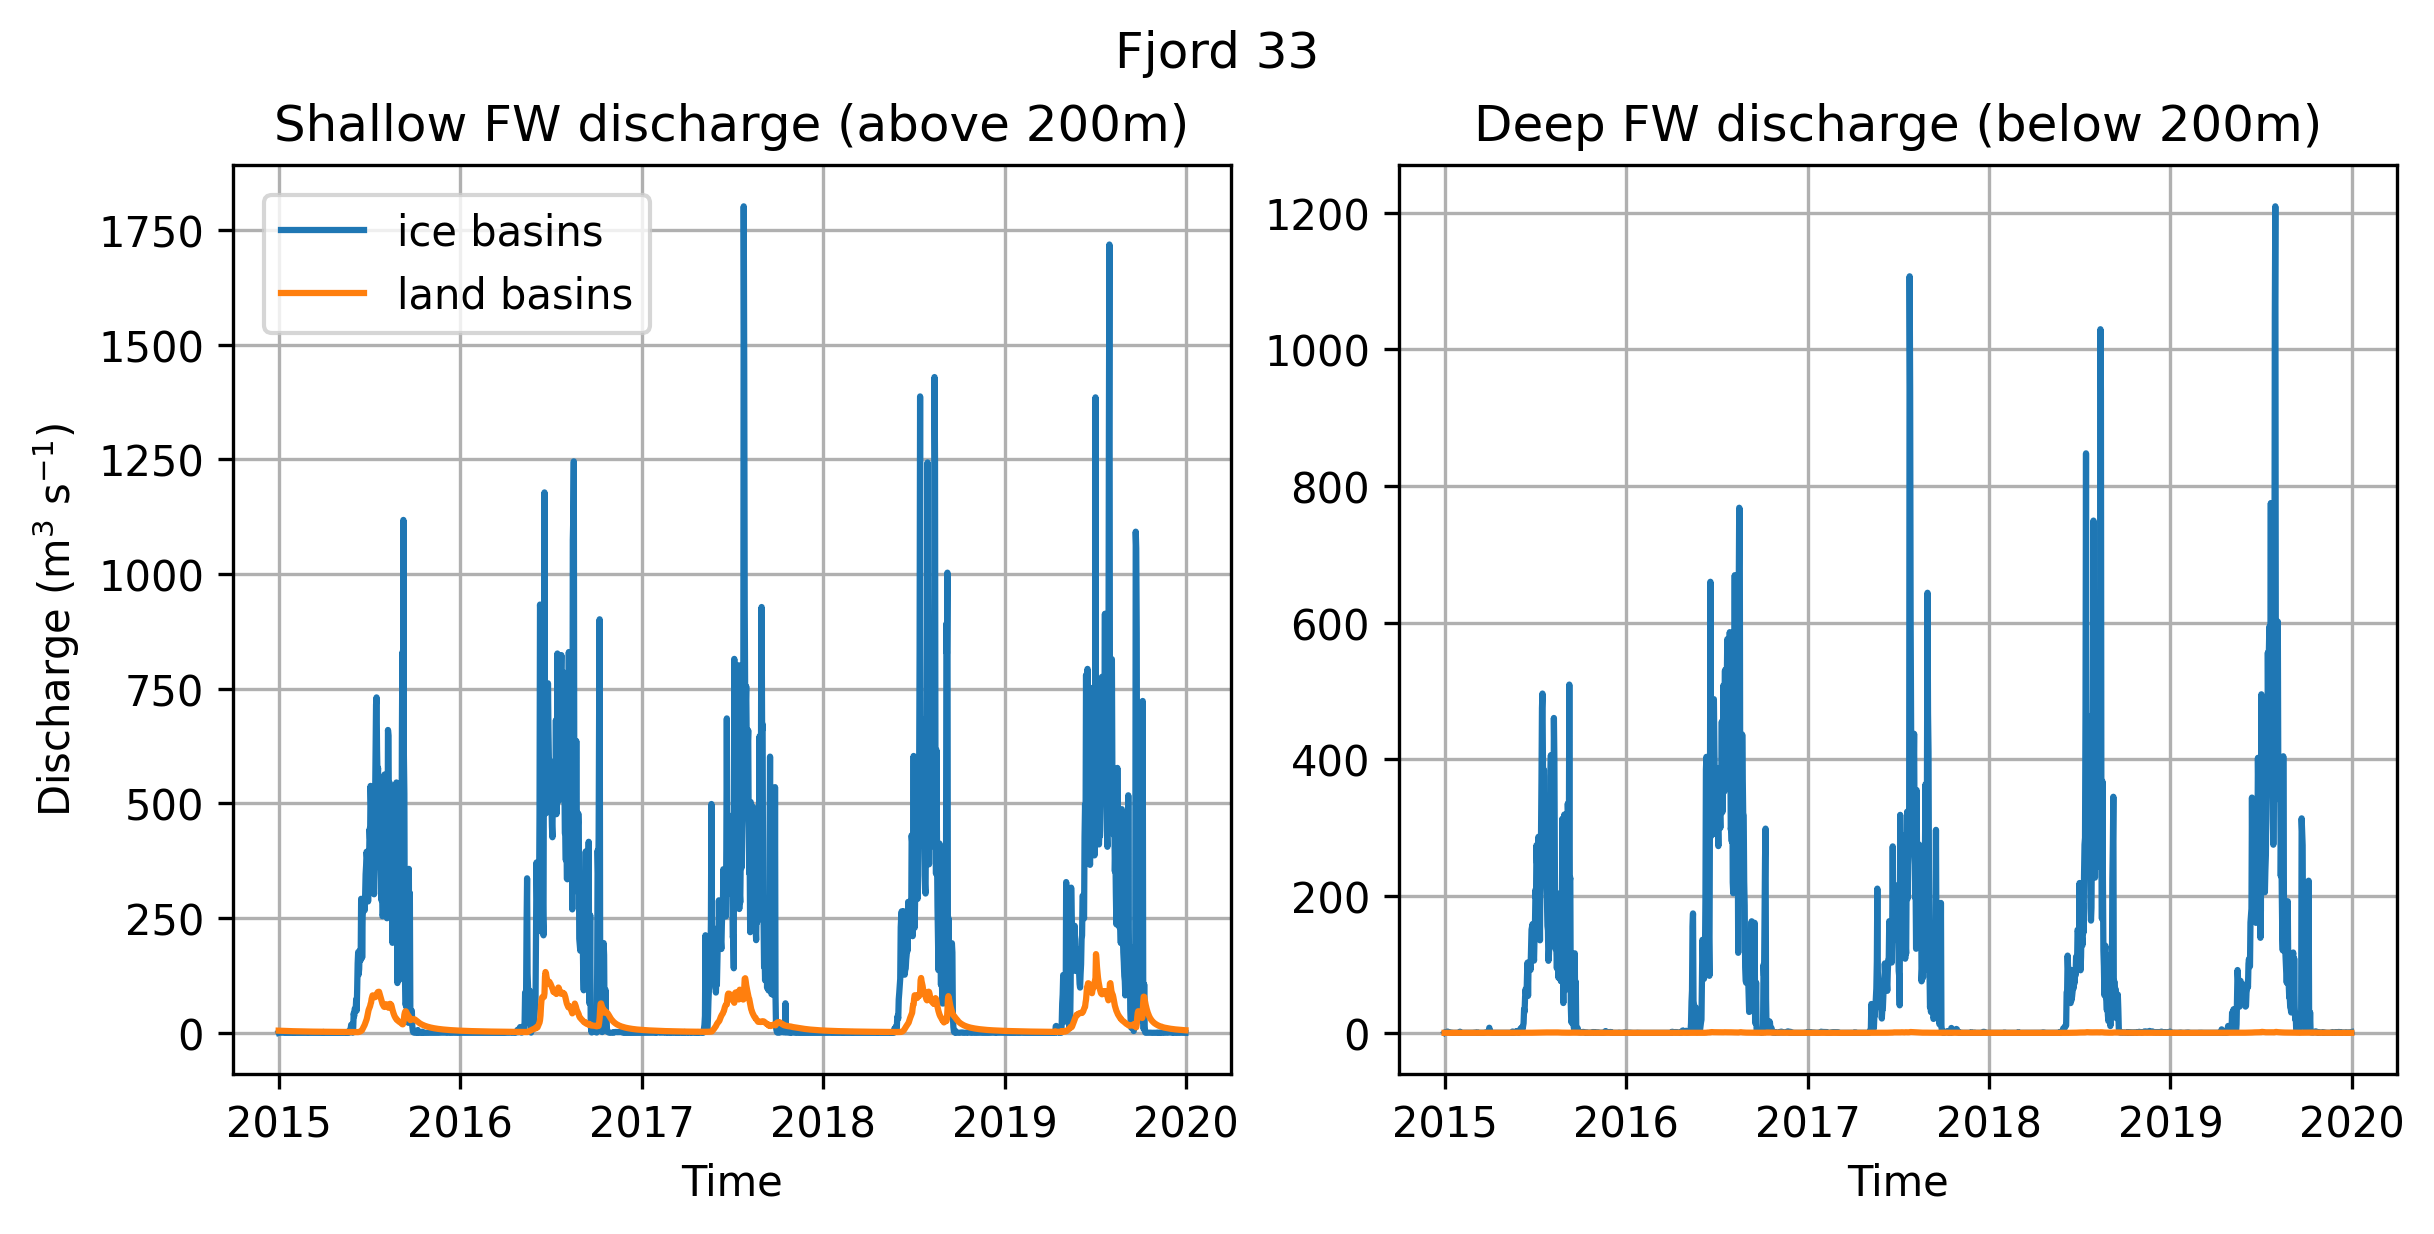 Fjord 33
Shallow FW discharge (above 200m)
Deep FW discharge (below 200m)
ice basins
land basins
Discharge (m³ s⁻¹)
1750
1500
1250
1000
750
500
250
0
1200
1000
800
600
400
200
0
2015 2016 2017 2018 2019 2020
2015 2016 2017 2018 2019 2020
Time
Time